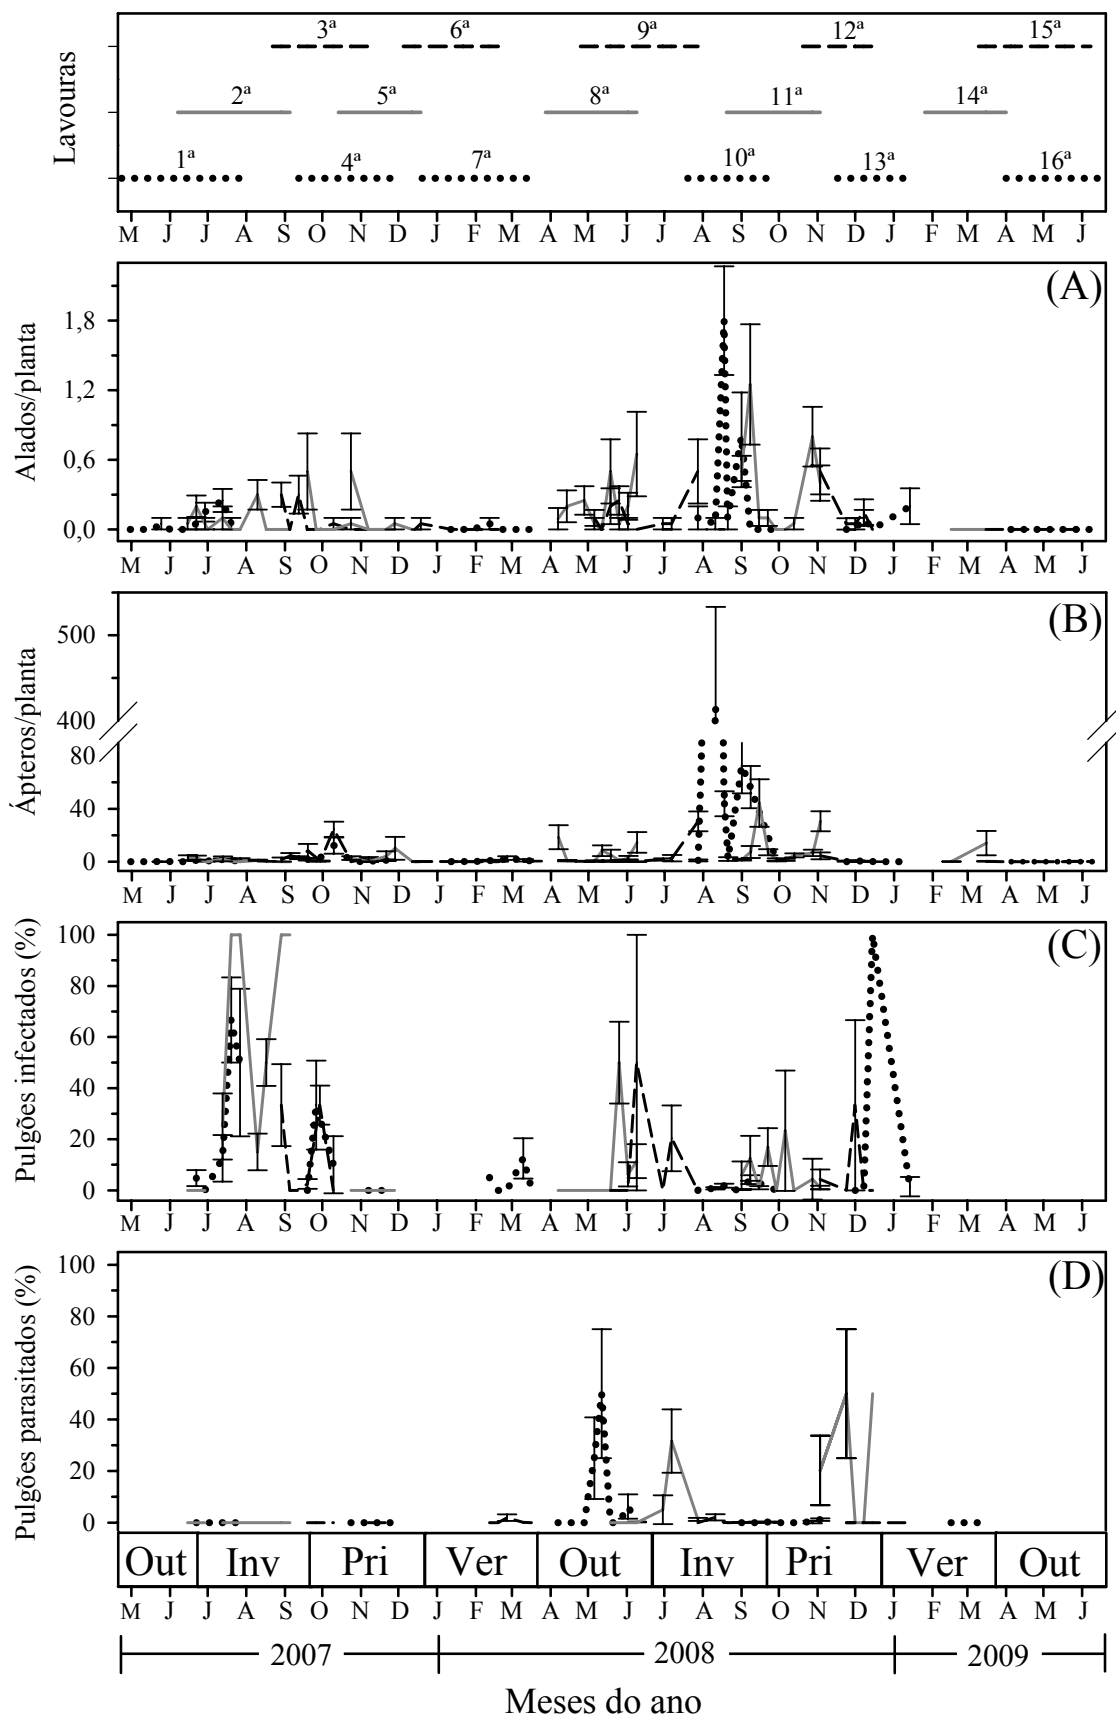 3ª 6ª 9ª 12ª 15ª
2ª 5ª 8ª 11ª 14ª
1ª 4ª 7ª 10ª 13ª 16ª
Lavouras
M J J A S O N D J F M A M J J A S O N D J F M A M J
(A)
Alados/planta
1,8
1,2
0,6
0,0
M J J A S O N D J F M A M J J A S O N D J F M A M J
(B)
Ápteros/planta
500
400
80
40
0
M J J A S O N D J F M A M J J A S O N D J F M A M J
(C)
Pulgões infectados (%)
100
80
60
40
20
0
M J J A S O N D J F M A M J J A S O N D J F M A M J
(D)
Pulgões parasitados (%)
100
80
60
40
20
0
Out Inv Pri Ver Out Inv Pri Ver Out
M J J A S O N D J F M A M J J A S O N D J F M A M J
2007 2008 2009
Meses do ano